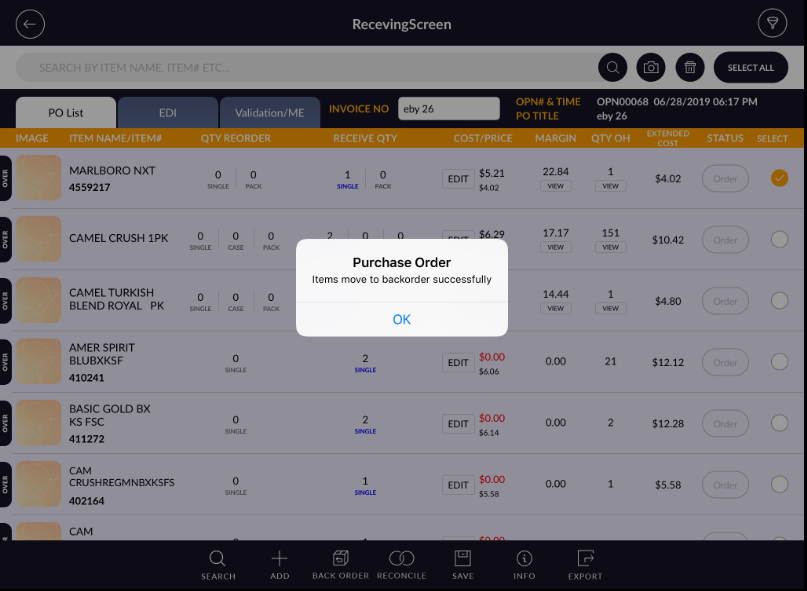 RecevingScreen
SEARCH BY ITEM NAME, ITEM# ETC...
SELECT ALL
PO List
EDI
Validation/ME
INVOICE NO
eby 26
OPN# & TIME
OPN00068 06/28/2019 06:17 PM
PO TITLE
eby 26
IMAGE
ITEM NAME/ITEM#
QTY REORDER
RECEIVE QTY
COST/PRICE
MARGIN
QTY OH
EXTENDED
COST
STATUS
SELECT
OVER
MARLBORO NXT
4559217
0 0
SINGLE PACK
1 0
SINGLE PACK
EDIT
$5.21
$4.02
22.84
VIEW
1
VIEW
$4.02
Order
OVER
CAMEL CRUSH 1PK
0 0 0
SINGLE CASE PACK
2 0 0
EDIT
$6.29
17.17
VIEW
151
VIEW
$10.42
Order
OVER
CAMEL TURKISH
BLEND ROYAL PK
0 0 0
SINGLE CASE PACK
14.44
VIEW
1
VIEW
$4.80
Order
Purchase Order
Items move to backorder successfully
OK
OVER
AMER SPIRIT
BLUBXKSF
410241
0
SINGLE
2
SINGLE
EDIT
$0.00
$6.06
0.00
21
$12.12
Order
OVER
BASIC GOLD BX
KS FSC
411272
0
SINGLE
2
SINGLE
EDIT
$0.00
$6.14
0.00
2
$12.28
Order
OVER
CAM
CRUSHREGMNBXKSFS
402164
0
SINGLE
1
SINGLE
EDIT
$0.00
$5.58
0.00
1
$5.58
Order
CAM
$0.00
SEARCH
ADD
BACK ORDER
RECONCILE
SAVE
INFO
EXPORT